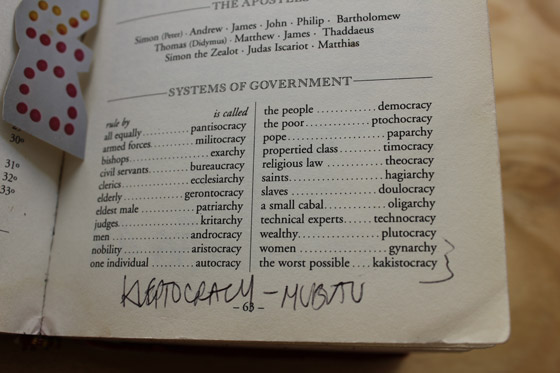 THE APOSTLES
Simon (Peter) · Andrew · James · John · Philip · Bartholomew
Thomas (Didymus) · Matthew · James · Thaddaeus
Simon the Zealot · Judas Iscariot · Matthias
SYSTEMS OF GOVERNMENT
rule by is called
all equally pantisocracy
armed forces militocracy
bishops exarchy
civil servants bureaucracy
clerics ecclesiarchy
elderly gerontocracy
eldest male patriarchy
judges kritarchy
men androcracy
nobility aristocracy
one individual autocracy
the people democracy
the poor ptochocracy
pope paparchy
propertied class timocracy
religious law theocracy
saints hagiarchy
slaves doulocracy
a small cabal oligarchy
technical experts technocracy
wealthy plutocracy
women gynarchy
the worst possible kakistocracy
KLEPTOCRACY – MUBUTU
– 63 –
30°
31°
32°
33°